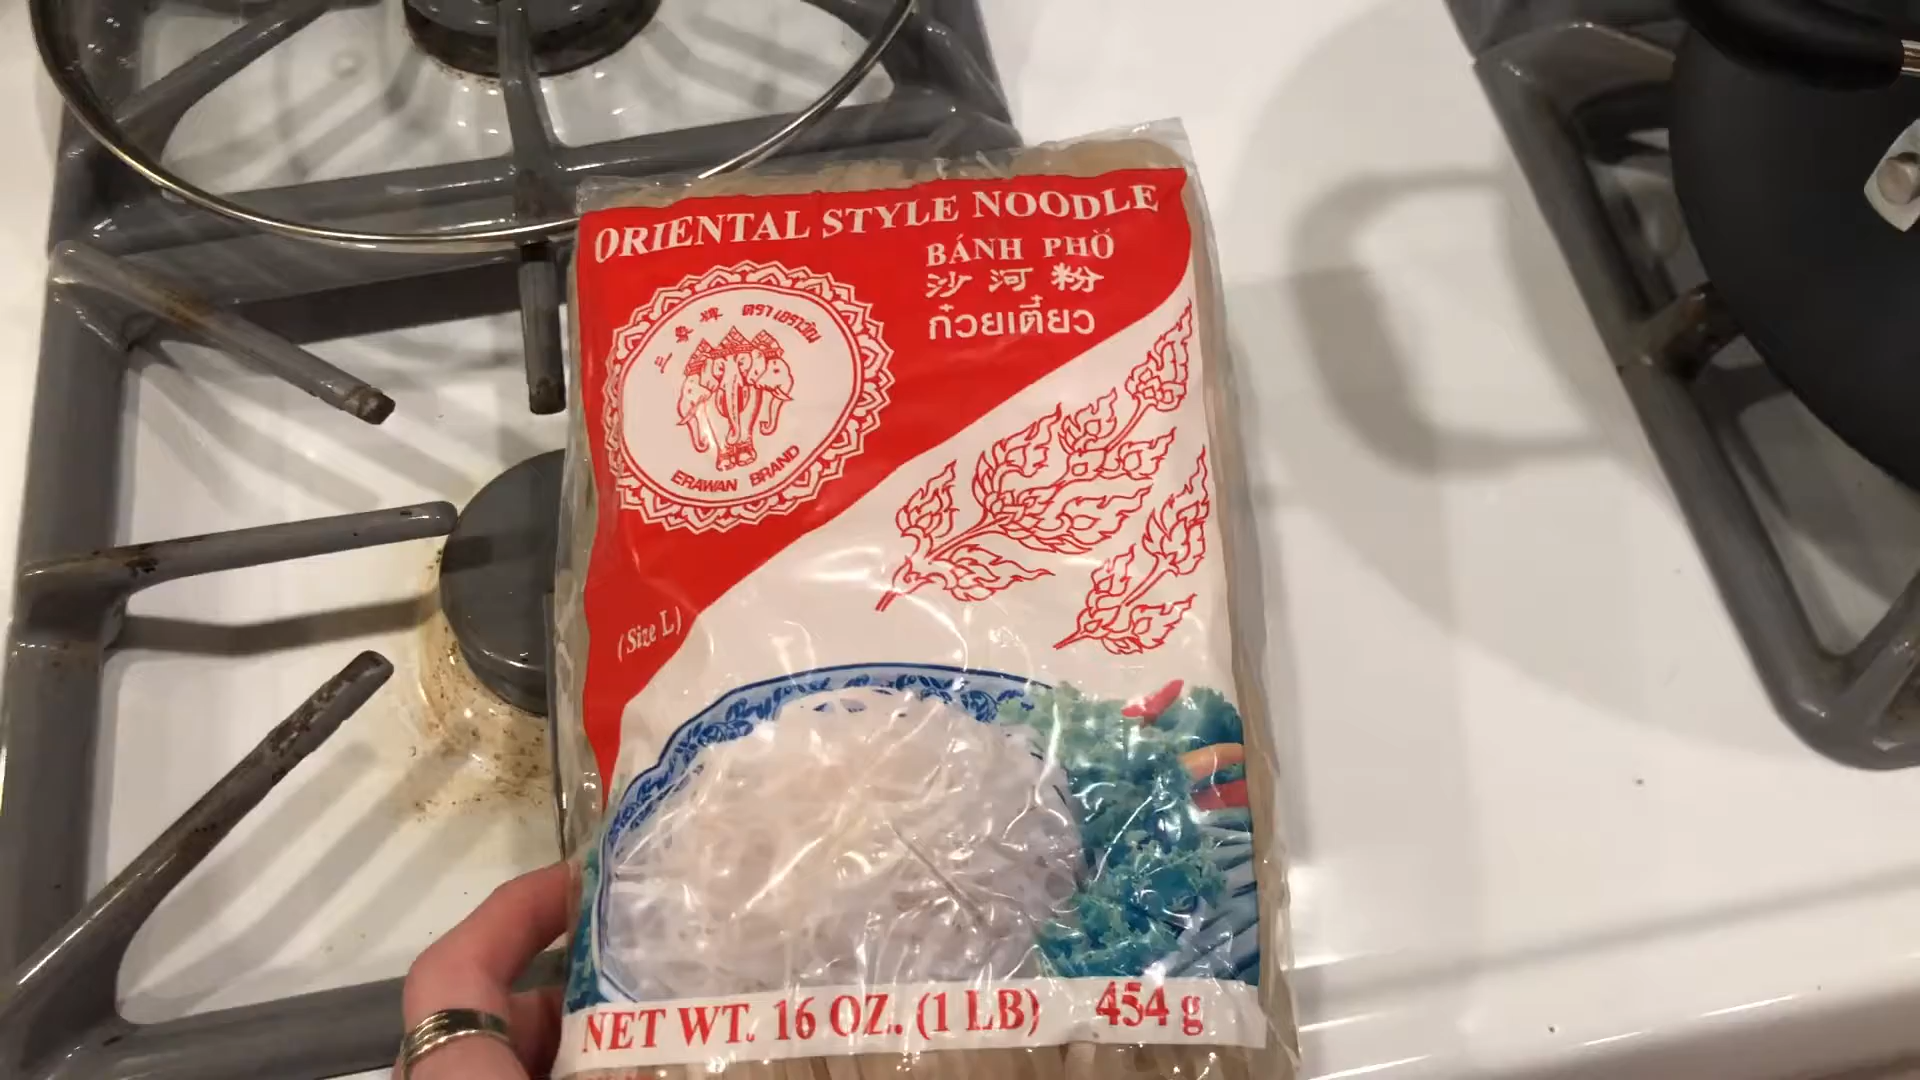 ORIENTAL STYLE NOODLE
BÁNH PHỞ
沙河粉
ก๋วยเตี๋ยว
三象牌 ตราเอราวัณ
ERAWAN BRAND
(Size L)
NET WT. 16 OZ. (1 LB) 454 g